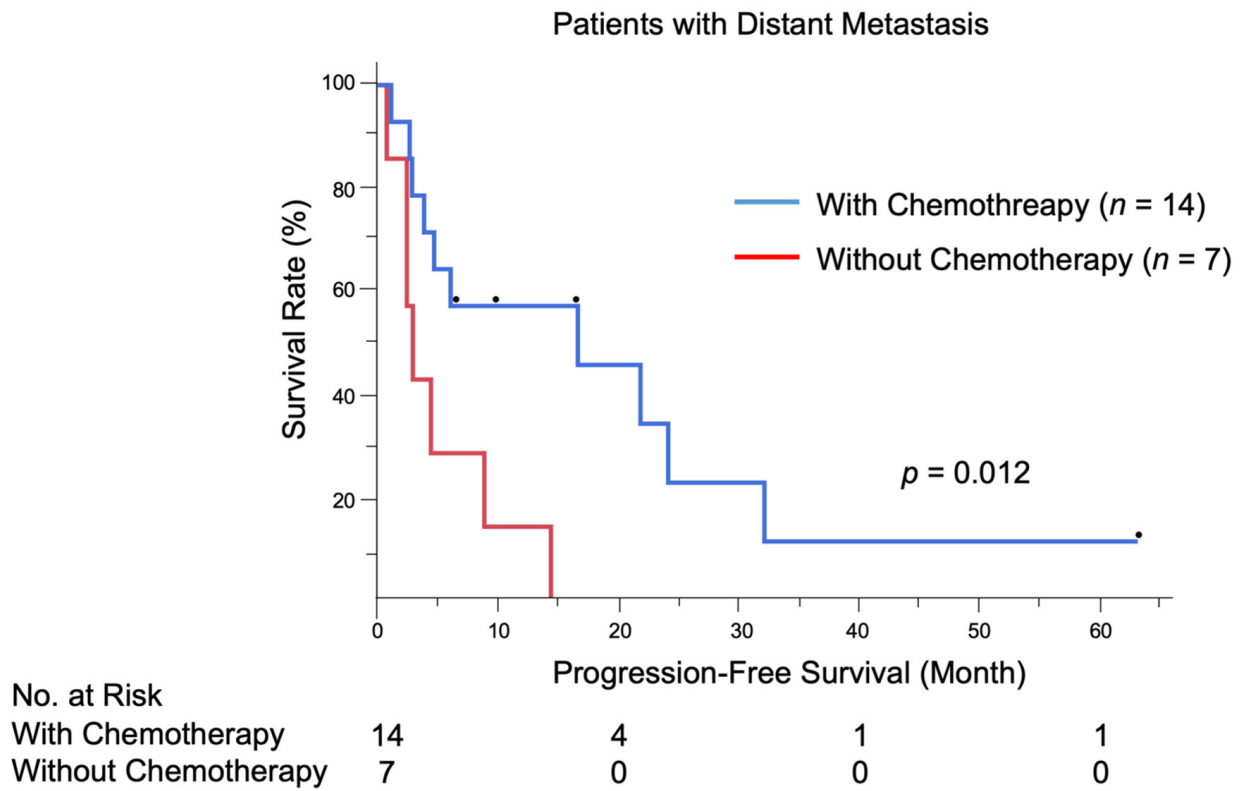 Patients with Distant Metastasis
100
80
60
40
20
Survival Rate (%)
With Chemothreapy (n = 14)
Without Chemotherapy (n = 7)
p = 0.012
0 10 20 30 40 50 60
Progression-Free Survival (Month)
No. at Risk
With Chemotherapy 14 4 1 1
Without Chemotherapy 7 0 0 0